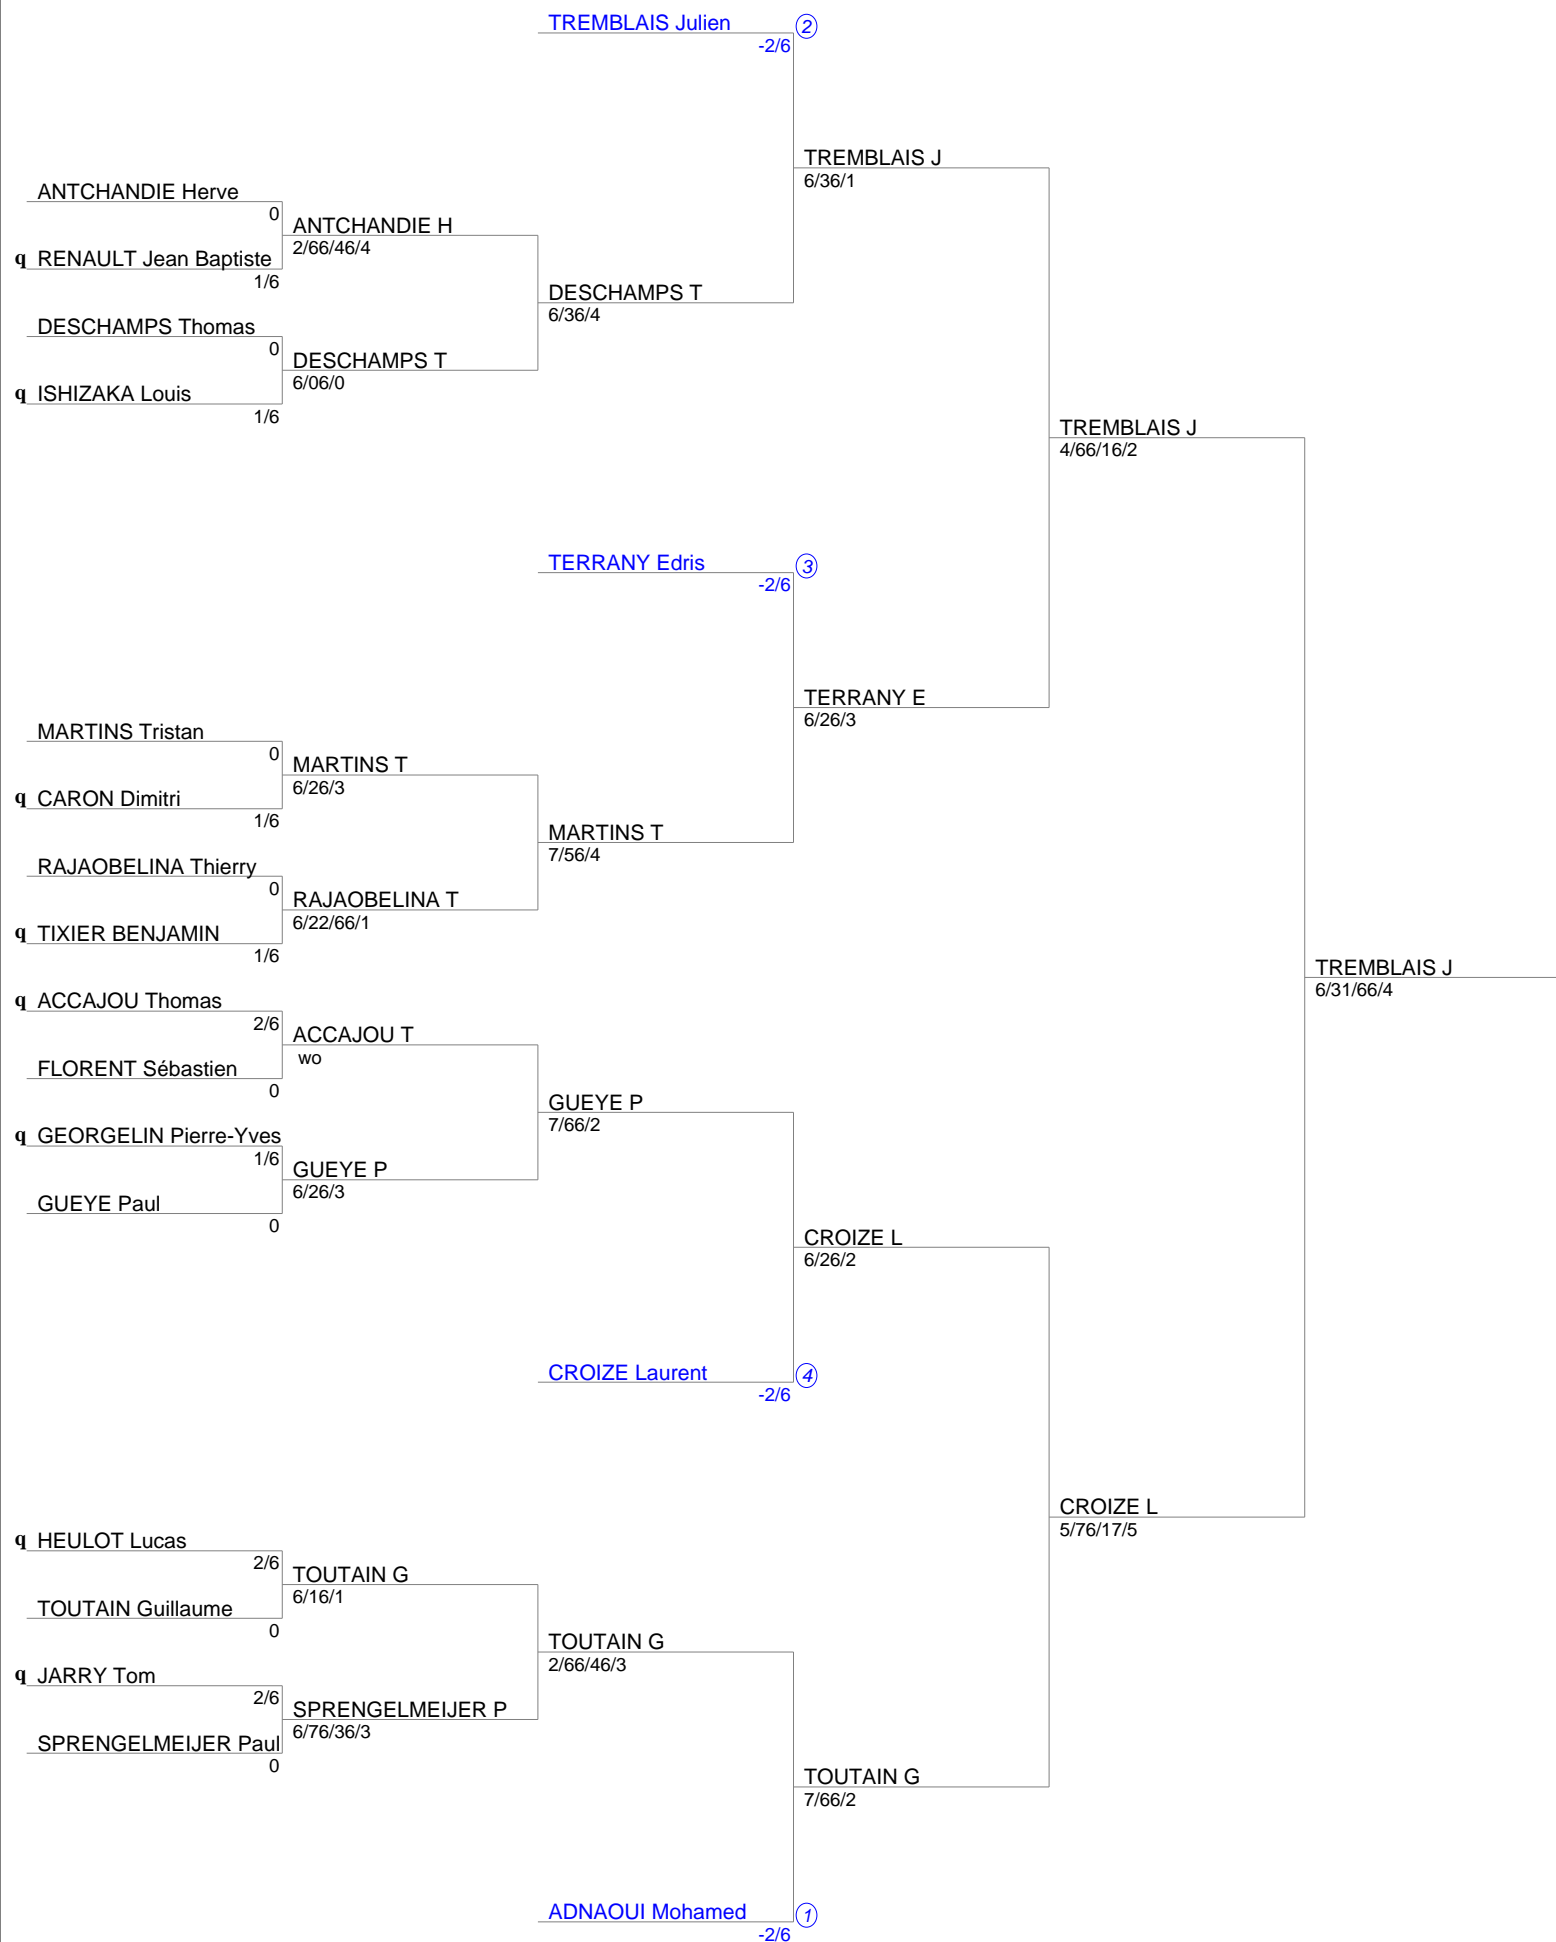 TREMBLAIS Julien 2
-2/6
TREMBLAIS J
6/36/1
ANTCHANDIE Herve
0
ANTCHANDIE H
2/66/46/4
q RENAULT Jean Baptiste
1/6
DESCHAMPS T
6/36/4
DESCHAMPS Thomas
0
DESCHAMPS T
6/06/0
q ISHIZAKA Louis
1/6
TREMBLAIS J
4/66/16/2
TERRANY Edris 3
-2/6
TERRANY E
6/26/3
MARTINS Tristan
0
MARTINS T
6/26/3
q CARON Dimitri
1/6
MARTINS T
7/56/4
RAJAOBELINA Thierry
0
RAJAOBELINA T
6/22/66/1
q TIXIER BENJAMIN
1/6
TREMBLAIS J
6/31/66/4
q ACCAJOU Thomas
2/6
ACCAJOU T
wo
FLORENT Sébastien
0
GUEYE P
7/66/2
q GEORGELIN Pierre-Yves
1/6
GUEYE P
6/26/3
GUEYE Paul
0
CROIZE L
6/26/2
CROIZE Laurent 4
-2/6
CROIZE L
5/76/17/5
q HEULOT Lucas
2/6
TOUTAIN G
6/16/1
TOUTAIN Guillaume
0
TOUTAIN G
2/66/46/3
q JARRY Tom
2/6
SPRENGELMEIJER P
6/76/36/3
SPRENGELMEIJER Paul
0
TOUTAIN G
7/66/2
ADNAOUI Mohamed 1
-2/6